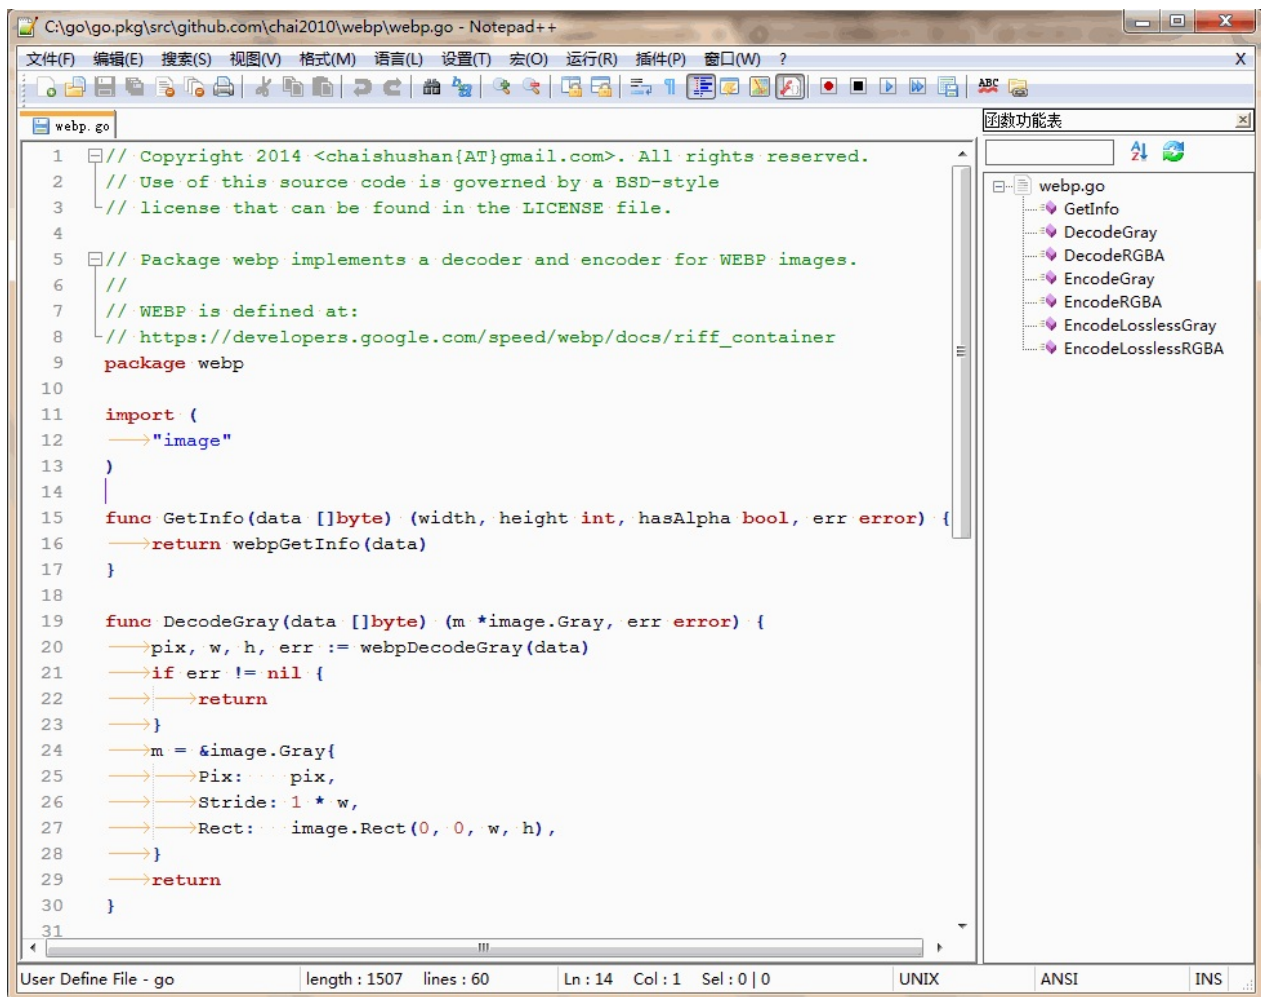 C:\go\go.pkg\src\github.com\chai2010\webp\webp.go - Notepad++
文件(F) 编辑(E) 搜索(S) 视图(V) 格式(M) 语言(L) 设置(T) 宏(O) 运行(R) 插件(P) 窗口(W) ? X
ABC
webp.go
1 // Copyright 2014 <chaishushan{AT}gmail.com>. All rights reserved.
2 // Use of this source code is governed by a BSD-style
3 // license that can be found in the LICENSE file.
4
5 // Package webp implements a decoder and encoder for WEBP images.
6 //
7 // WEBP is defined at:
8 // https://developers.google.com/speed/webp/docs/riff_container
9 package webp
10
11 import (
12 "image"
13 )
14
15 func GetInfo(data []byte) (width, height int, hasAlpha bool, err error) {
16 return webpGetInfo(data)
17 }
18
19 func DecodeGray(data []byte) (m *image.Gray, err error) {
20 pix, w, h, err := webpDecodeGray(data)
21 if err != nil {
22 return
23 }
24 m = &image.Gray{
25 Pix: pix,
26 Stride: 1 * w,
27 Rect: image.Rect(0, 0, w, h),
28 }
29 return
30 }
31
函数功能表
webp.go
GetInfo
DecodeGray
DecodeRGBA
EncodeGray
EncodeRGBA
EncodeLosslessGray
EncodeLosslessRGBA
User Define File - go length : 1507 lines : 60 Ln : 14 Col : 1 Sel : 0 | 0 UNIX ANSI INS